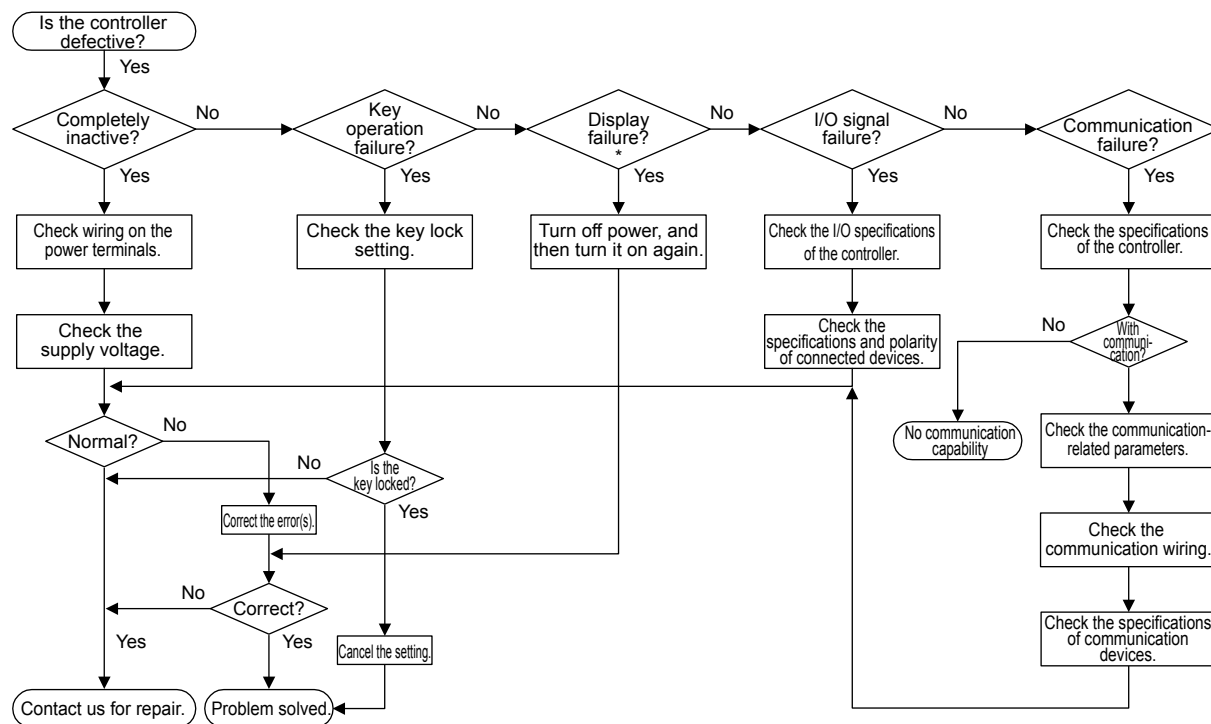 Is the controller
defective?
Yes
Completely
inactive?
No
Key
operation
failure?
No
Display
failure?
*
No
I/O signal
failure?
No
Communication
failure?
Yes
Yes
Yes
Yes
Yes
Check wiring on the
power terminals.
Check the key lock
setting.
Turn off power, and
then turn it on again.
Check the I/O specifications
of the controller.
Check the specifications
of the controller.
Check the
supply voltage.
Check the
specifications and polarity
of connected devices.
No
With
communi-
cation?
Yes
Normal?
No
No
Is the
key locked?
Yes
No communication
capability
Check the communication-
related parameters.
Correct the error(s).
Check the
communication wiring.
No
Correct?
Yes
Yes
Cancel the setting.
Check the specifications
of communication
devices.
Contact us for repair.
Problem solved.